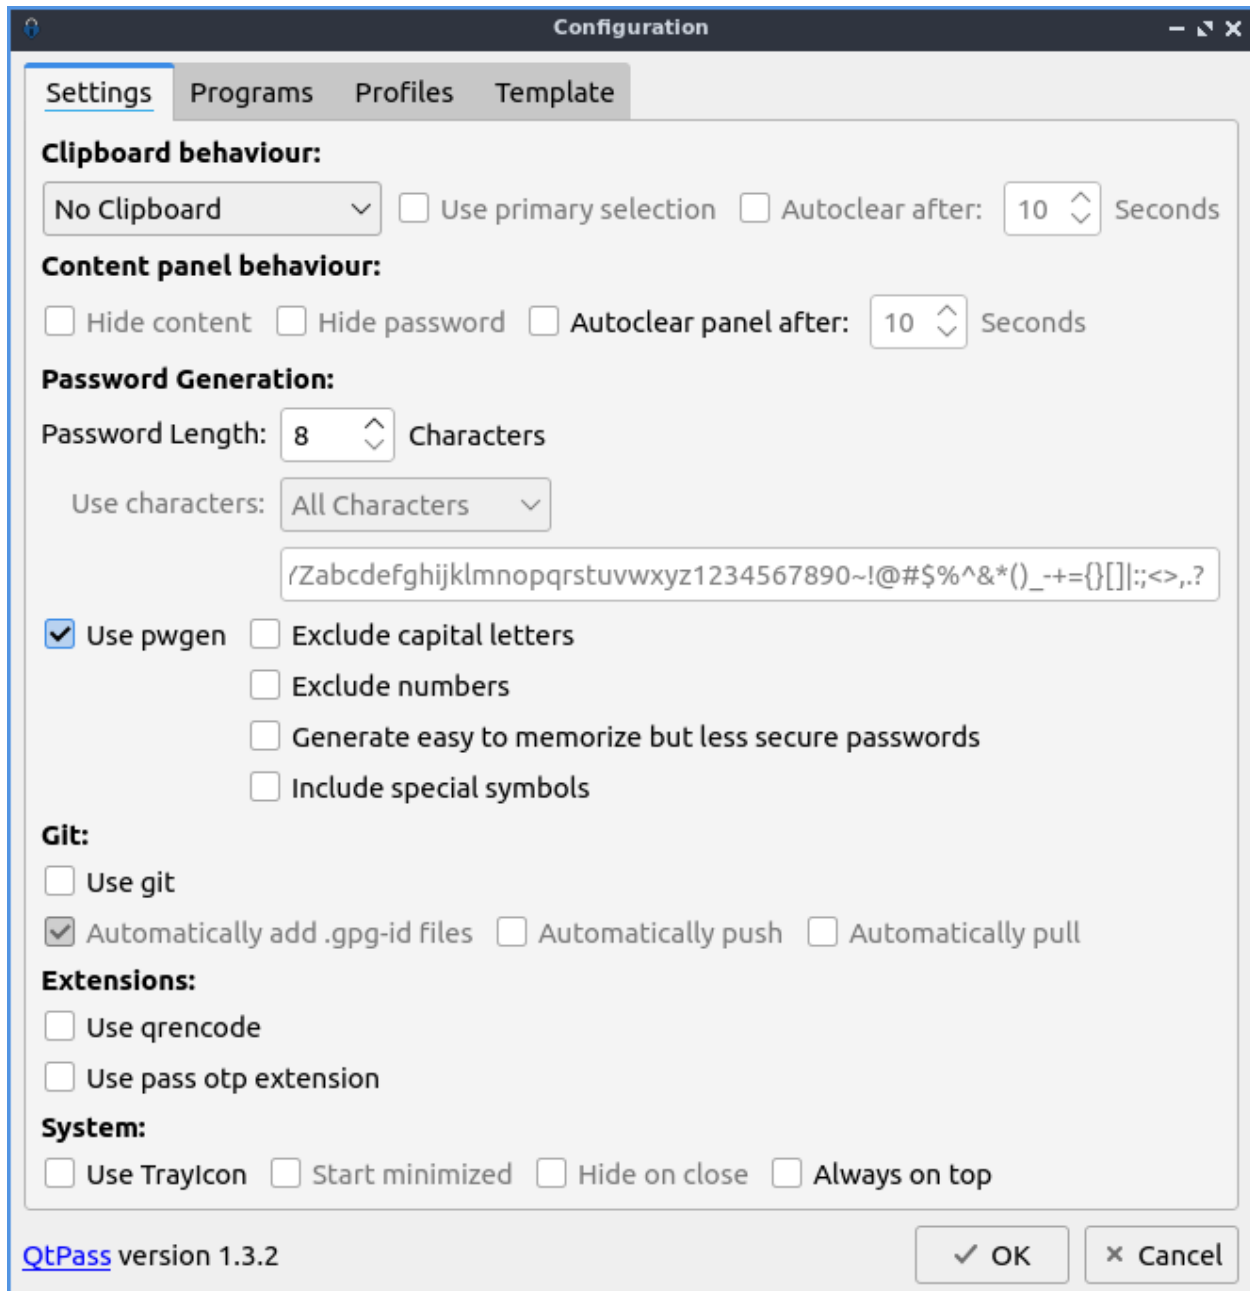 Configuration
Settings Programs Profiles Template
Clipboard behaviour:
No Clipboard Use primary selection Autoclear after: 10 Seconds
Content panel behaviour:
Hide content Hide password Autoclear panel after: 10 Seconds
Password Generation:
Password Length: 8 Characters
Use characters: All Characters
YZabcdefghijklmnopqrstuvwxyz1234567890~!@#$%^&*()_-+={}[]|:;<>,.?
Use pwgen Exclude capital letters
Exclude numbers
Generate easy to memorize but less secure passwords
Include special symbols
Git:
Use git
Automatically add .gpg-id files Automatically push Automatically pull
Extensions:
Use qrencode
Use pass otp extension
System:
Use TrayIcon Start minimized Hide on close Always on top
QtPass version 1.3.2 OK Cancel